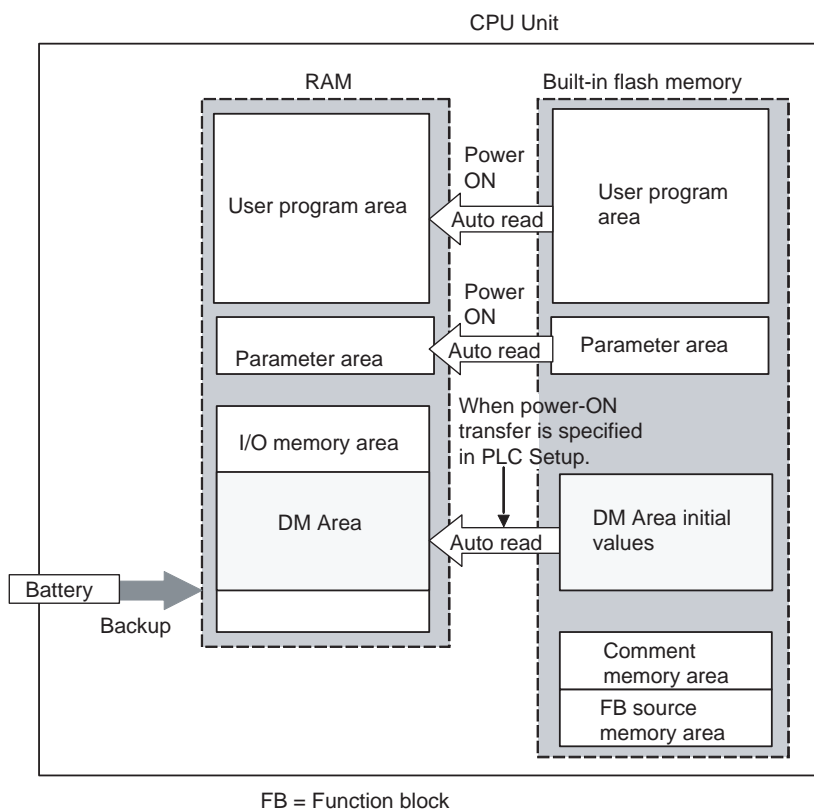 CPU Unit
RAM
Built-in flash memory
User program area
Power
ON
Auto read
User program
area
Power
ON
Parameter area
Auto read
Parameter area
When power-ON
transfer is specified
in PLC Setup.
I/O memory area
DM Area
Auto read
DM Area initial
values
Battery
Backup
Comment
memory area
FB source
memory area
FB = Function block